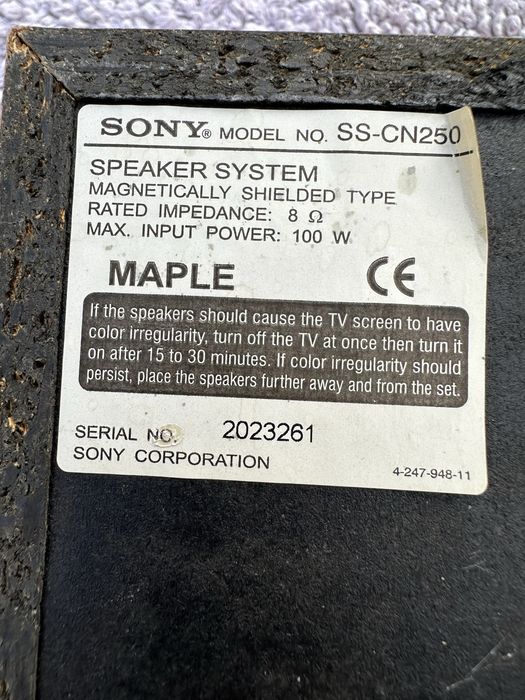 SONY® MODEL NO. SS-CN250
SPEAKER SYSTEM
MAGNETICALLY SHIELDED TYPE
RATED IMPEDANCE: 8 Ω
MAX. INPUT POWER: 100 W
MAPLE CE
If the speakers should cause the TV screen to have
color irregularity, turn off the TV at once then turn it
on after 15 to 30 minutes. If color irregularity should
persist, place the speakers further away and from the set.
SERIAL NO. 2023261
SONY CORPORATION
4-247-948-11